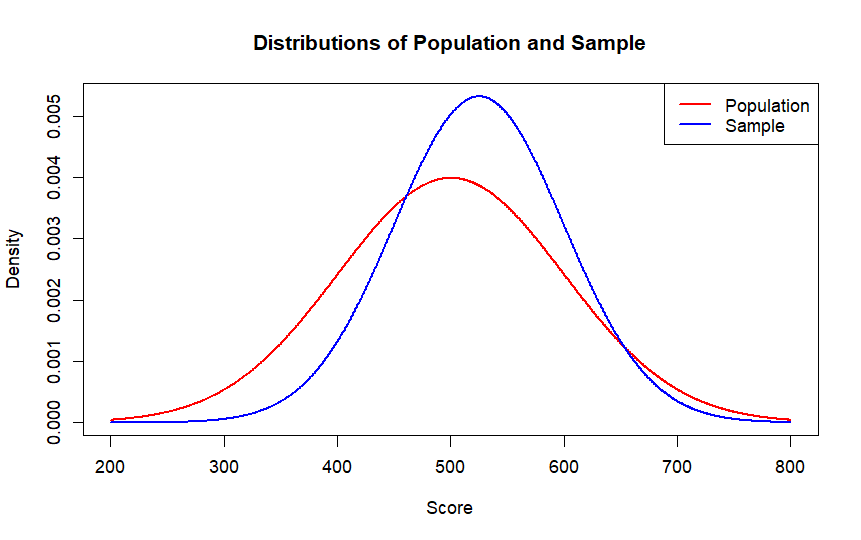 Distributions of Population and Sample
Population
Sample
Density
0.005
0.004
0.003
0.002
0.001
0.000
200 300 400 500 600 700 800
Score